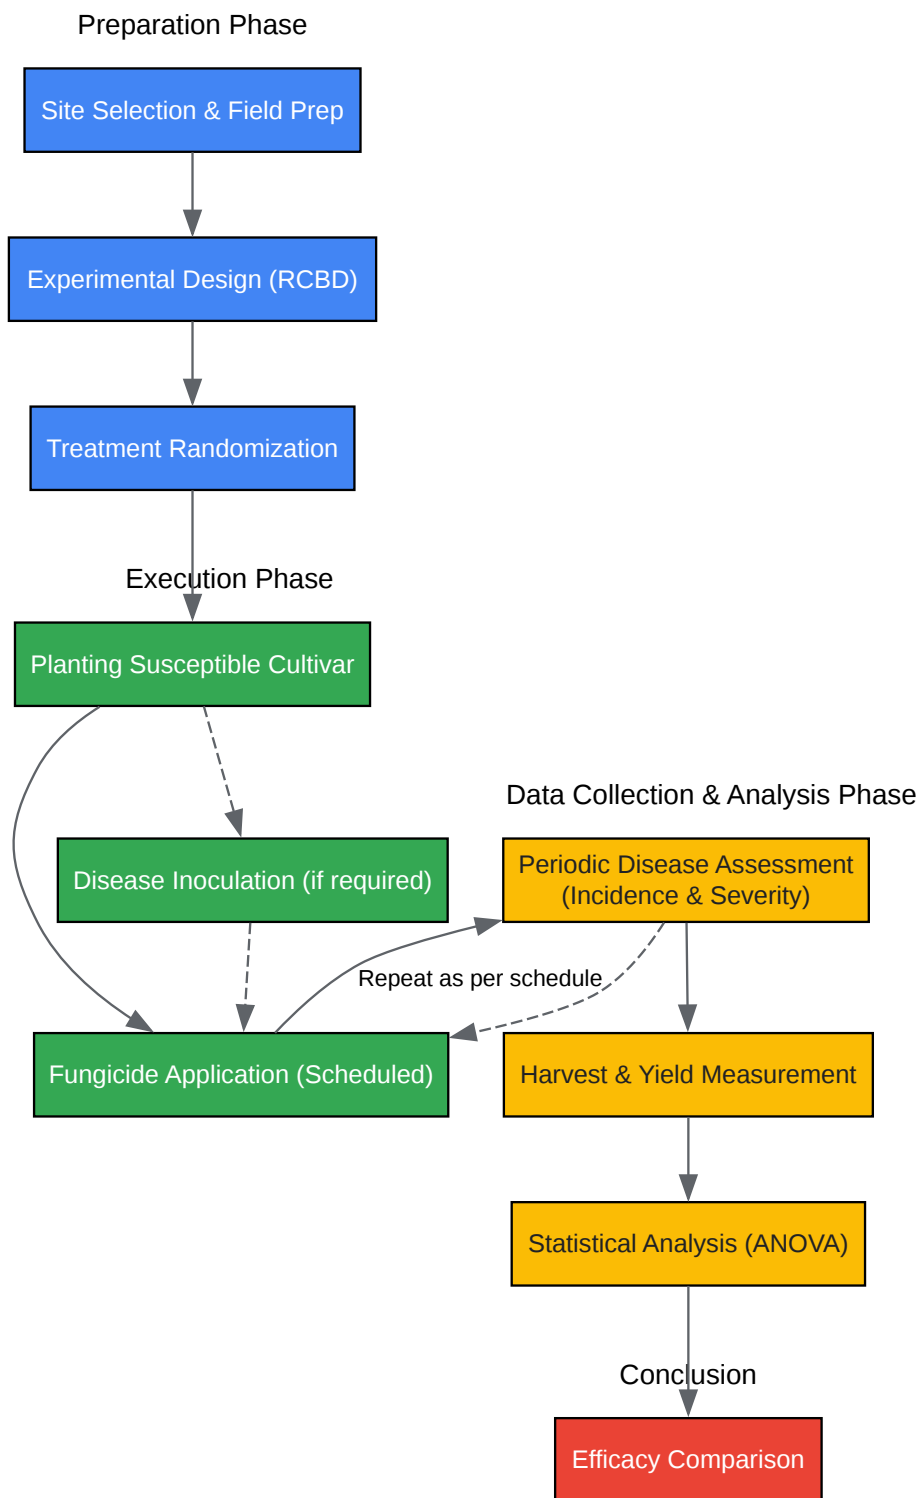 Preparation Phase
Site Selection & Field Prep
Experimental Design (RCBD)
Treatment Randomization
Execution Phase
Planting Susceptible Cultivar
Disease Inoculation (if required)
Fungicide Application (Scheduled)
Data Collection & Analysis Phase
Periodic Disease Assessment
(Incidence & Severity)
Repeat as per schedule
Harvest & Yield Measurement
Statistical Analysis (ANOVA)
Conclusion
Efficacy Comparison